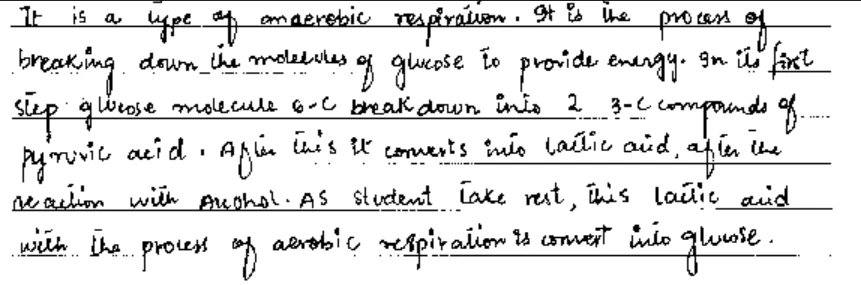 It is a type of anaerobic respiration. It is the process of
breaking down the molecules of glucose to provide energy. In its first
step glucose molecule 6-C break down into 2 3-C compounds of
pyruvic acid. After this it converts into lactic acid, after the
reaction with Alcohol. As student take rest, this lactic acid
with the process of aerobic respiration is convert into glucose.